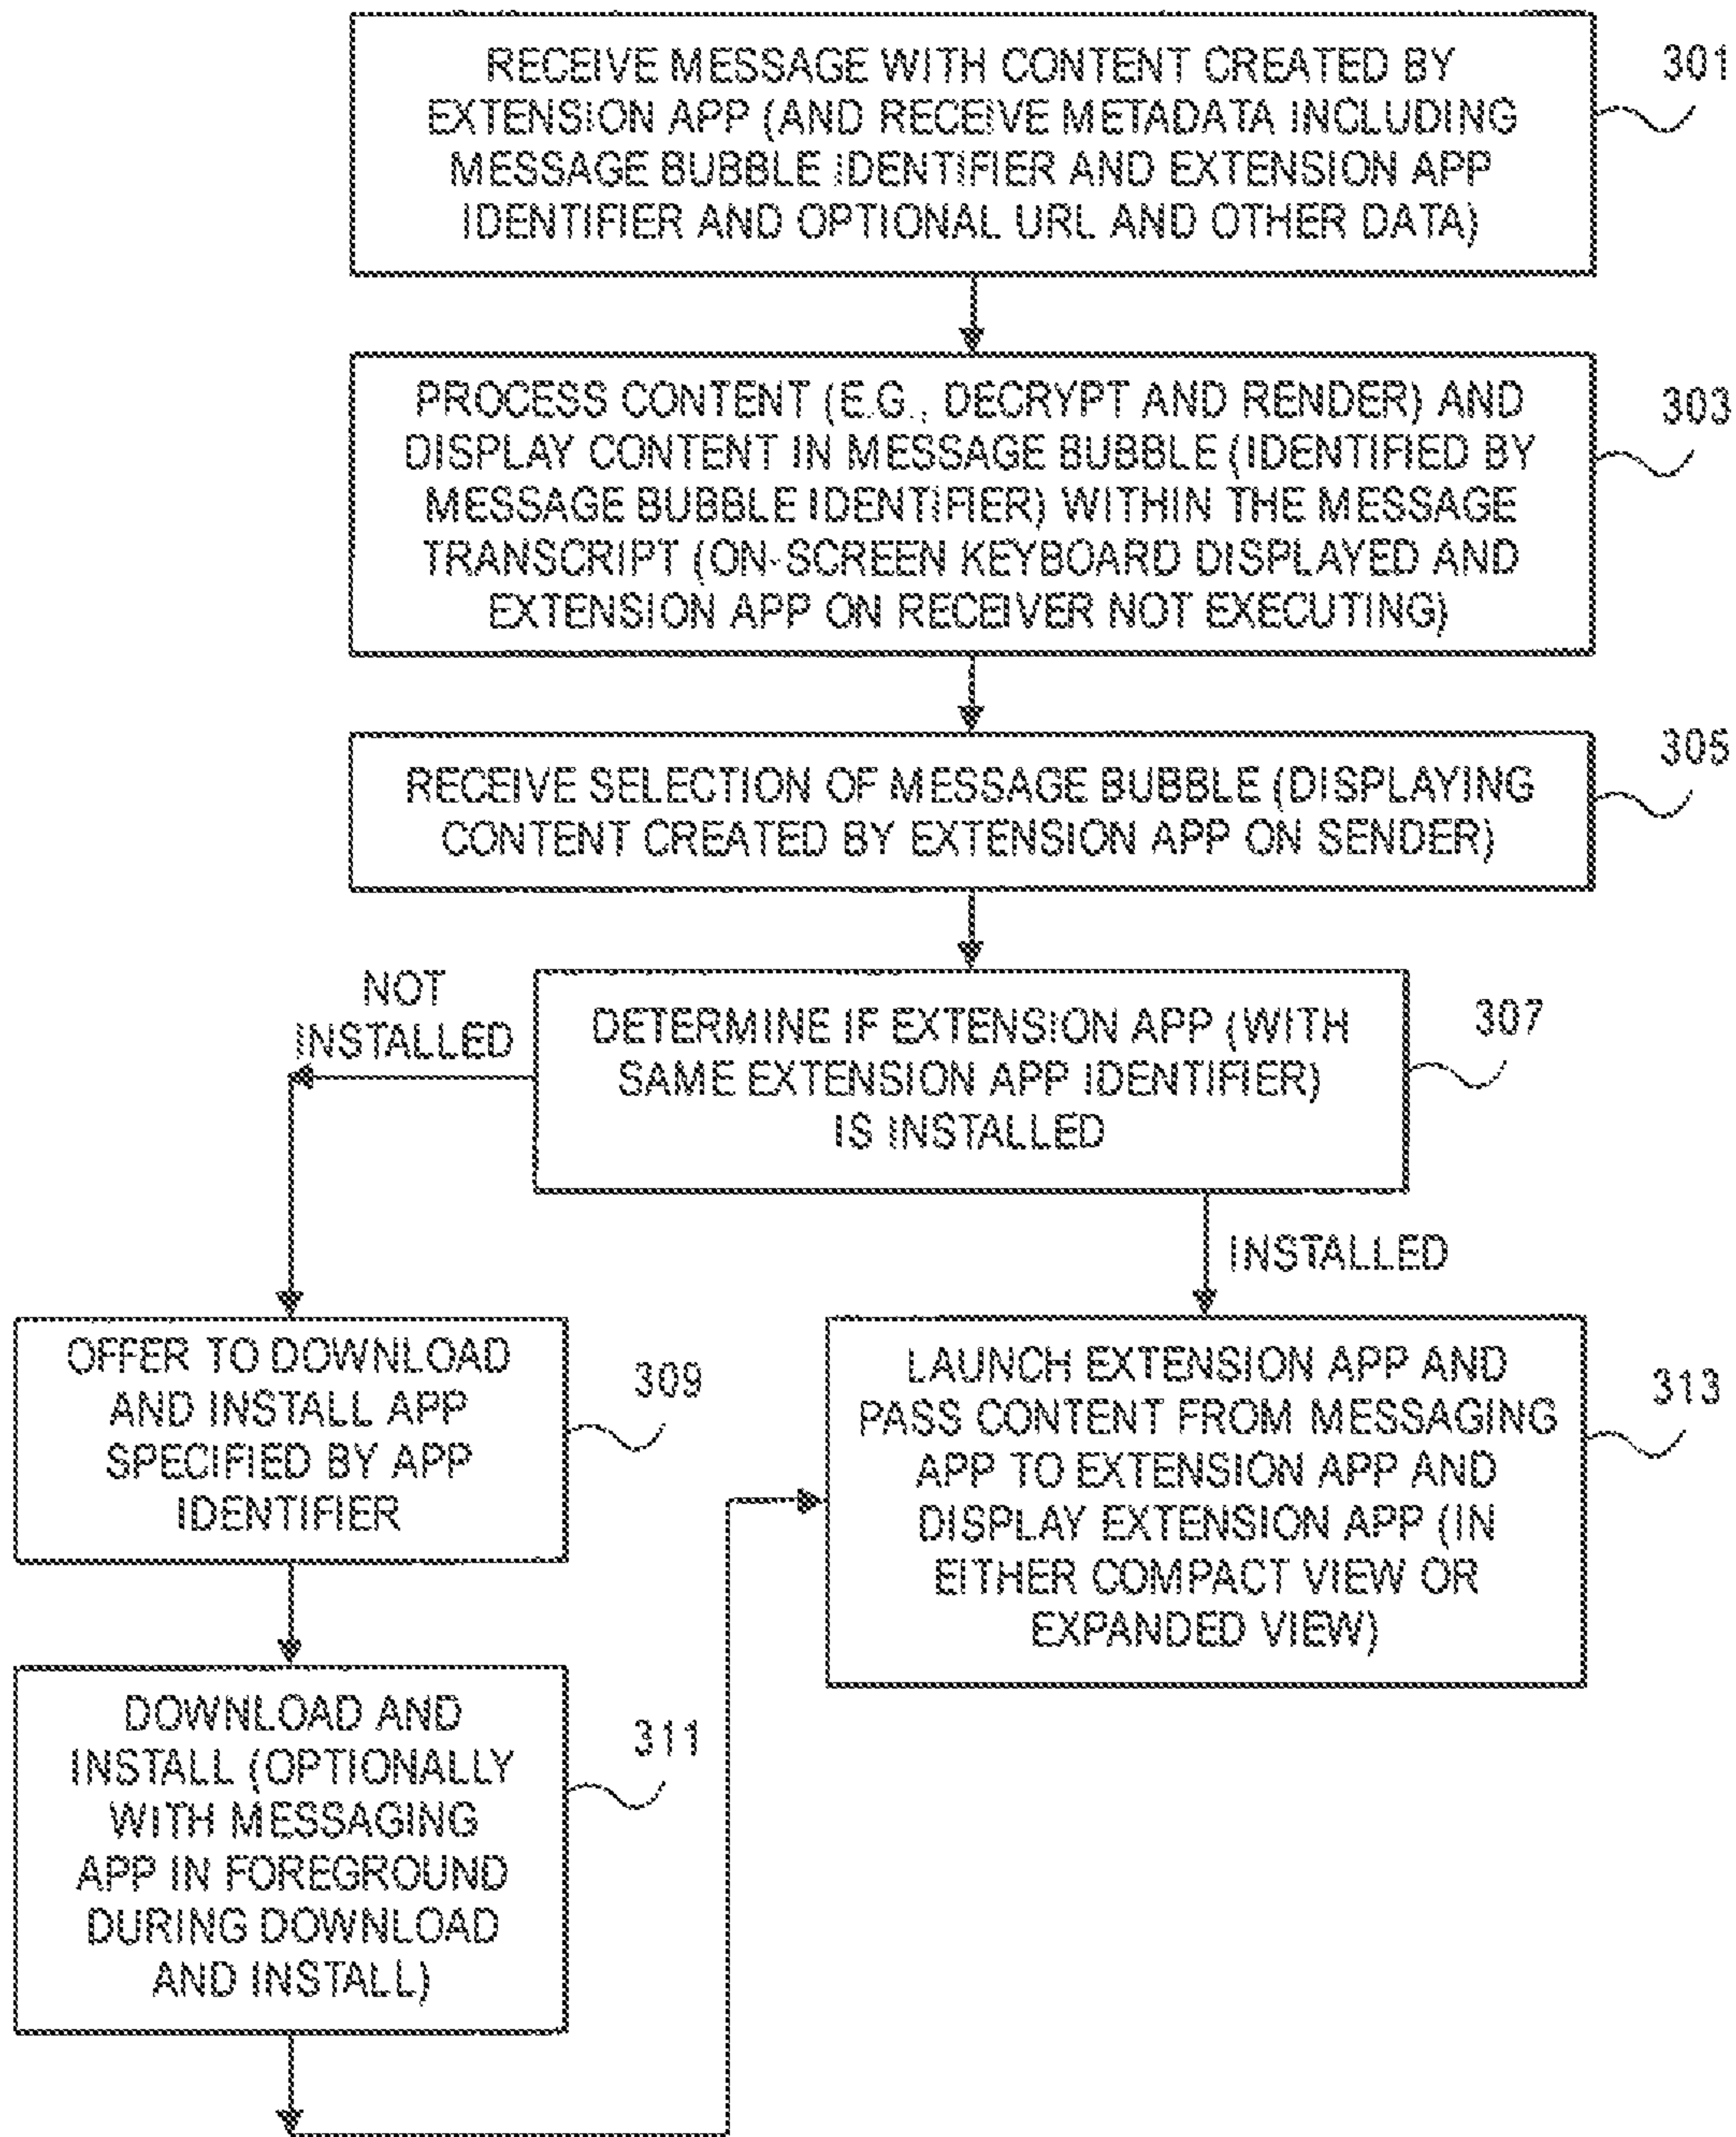 RECEIVE MESSAGE WITH CONTENT CREATED BY
EXTENSION APP (AND RECEIVE METADATA INCLUDING
MESSAGE BUBBLE IDENTIFIER AND EXTENSION APP
IDENTIFIER AND OPTIONAL URL AND OTHER DATA)
301
PROCESS CONTENT (E.G., DECRYPT AND RENDER) AND
DISPLAY CONTENT IN MESSAGE BUBBLE (IDENTIFIED BY
MESSAGE BUBBLE IDENTIFIER) WITHIN THE MESSAGE
TRANSCRIPT (ON-SCREEN KEYBOARD DISPLAYED AND
EXTENSION APP ON RECEIVER NOT EXECUTING)
303
RECEIVE SELECTION OF MESSAGE BUBBLE (DISPLAYING
CONTENT CREATED BY EXTENSION APP ON SENDER)
305
DETERMINE IF EXTENSION APP (WITH
SAME EXTENSION APP IDENTIFIER)
IS INSTALLED
307
NOT
INSTALLED
INSTALLED
OFFER TO DOWNLOAD
AND INSTALL APP
SPECIFIED BY APP
IDENTIFIER
309
LAUNCH EXTENSION APP AND
PASS CONTENT FROM MESSAGING
APP TO EXTENSION APP AND
DISPLAY EXTENSION APP (IN
EITHER COMPACT VIEW OR
EXPANDED VIEW)
313
DOWNLOAD AND
INSTALL (OPTIONALLY
WITH MESSAGING
APP IN FOREGROUND
DURING DOWNLOAD
AND INSTALL)
311